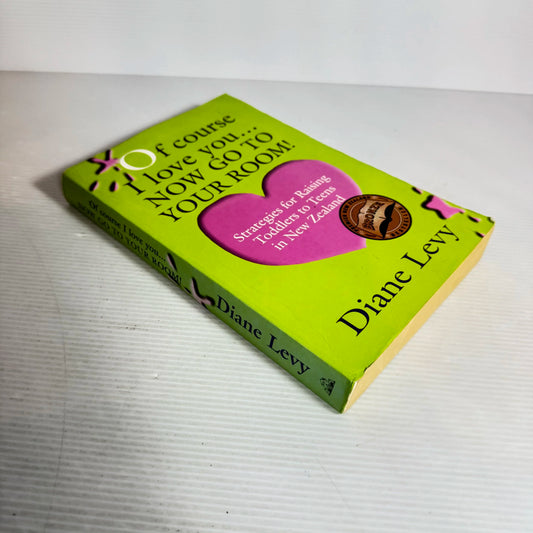 Of course
I love you...
NOW GO TO
YOUR ROOM!
Strategies for Raising
Toddlers to Teens
in New Zealand
Diane Levy
Of course I love you...
NOW GO TO YOUR ROOM!
Diane Levy